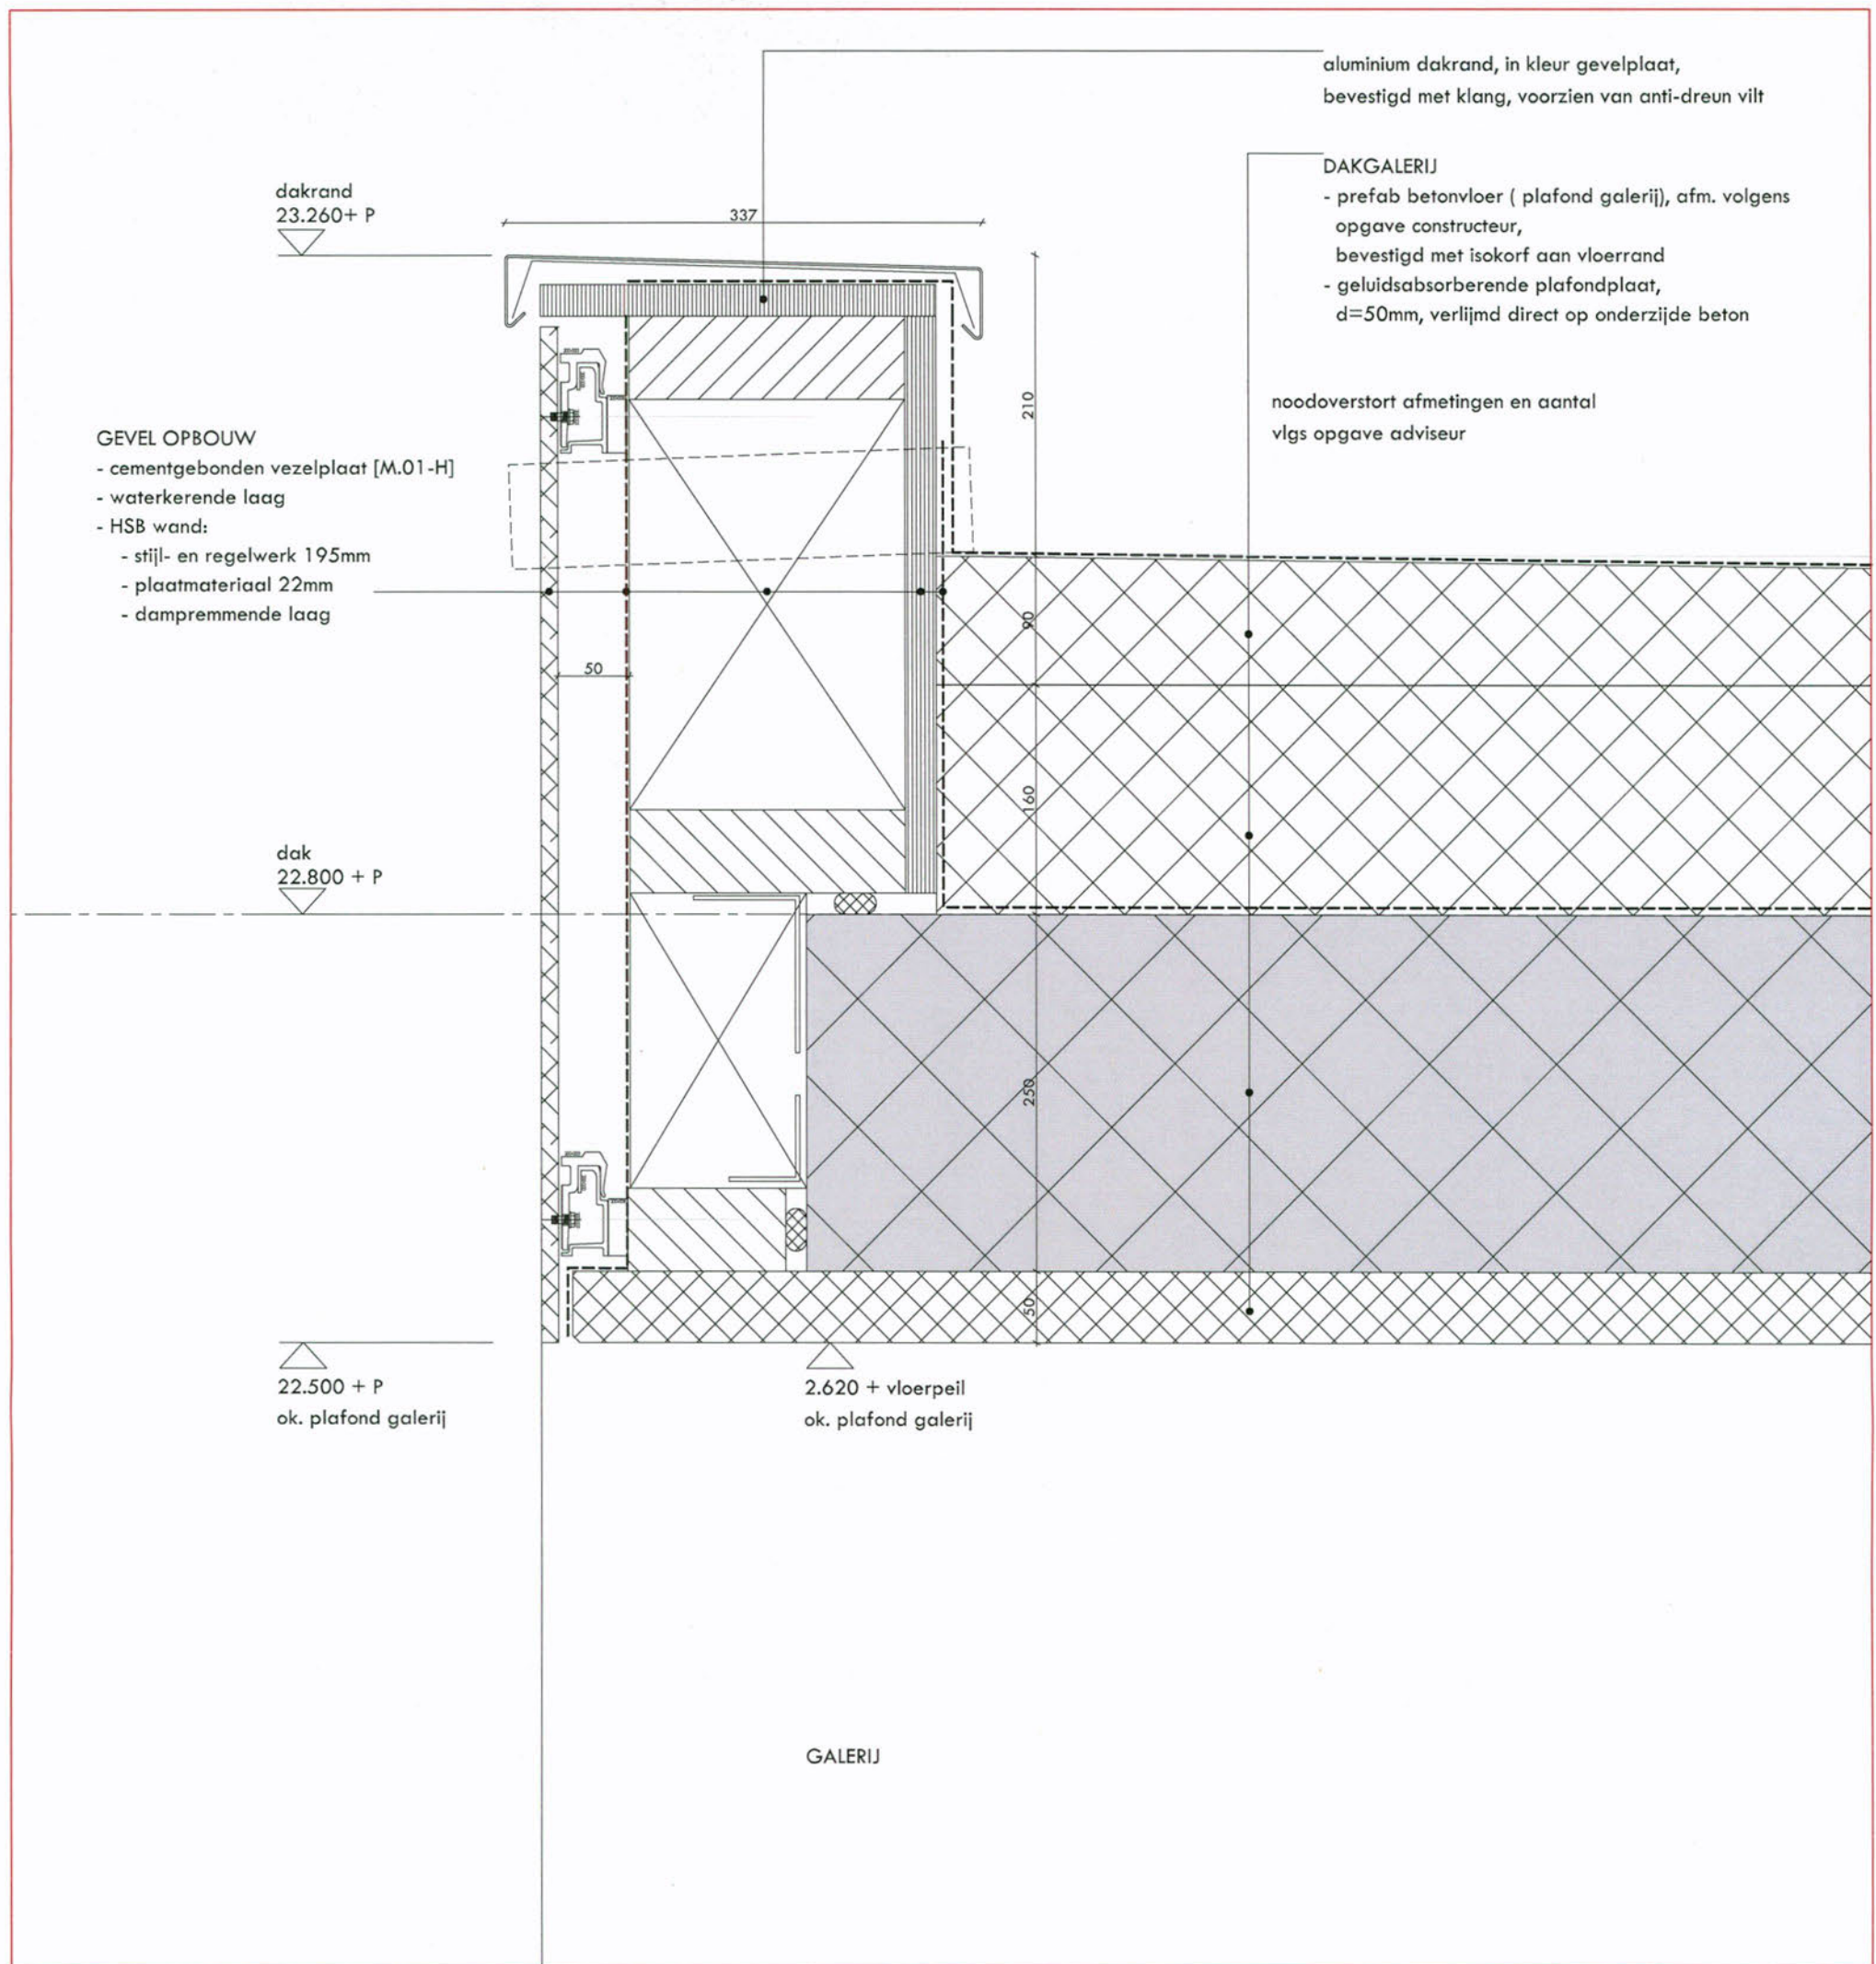 aluminium dakrand, in kleur gevelplaat,
bevestigd met klang, voorzien van anti-dreun vilt
DAKGALERIJ
- prefab betonvloer ( plafond galerij), afm. volgens
opgave constructeur,
bevestigd met isokorf aan vloerrand
- geluidsabsorberende plafondplaat,
d=50mm, verlijmd direct op onderzijde beton
dakrand
23.260+ P
337
210
noodoverstort afmetingen en aantal
vlgs opgave adviseur
GEVEL OPBOUW
- cementgebonden vezelplaat [M.01-H]
- waterkerende laag
- HSB wand:
- stijl- en regelwerk 195mm
- plaatmateriaal 22mm
- dampremmende laag
90
50
160
dak
22.800 + P
250
50
22.500 + P
ok. plafond galerij
2.620 + vloerpeil
ok. plafond galerij
GALERIJ